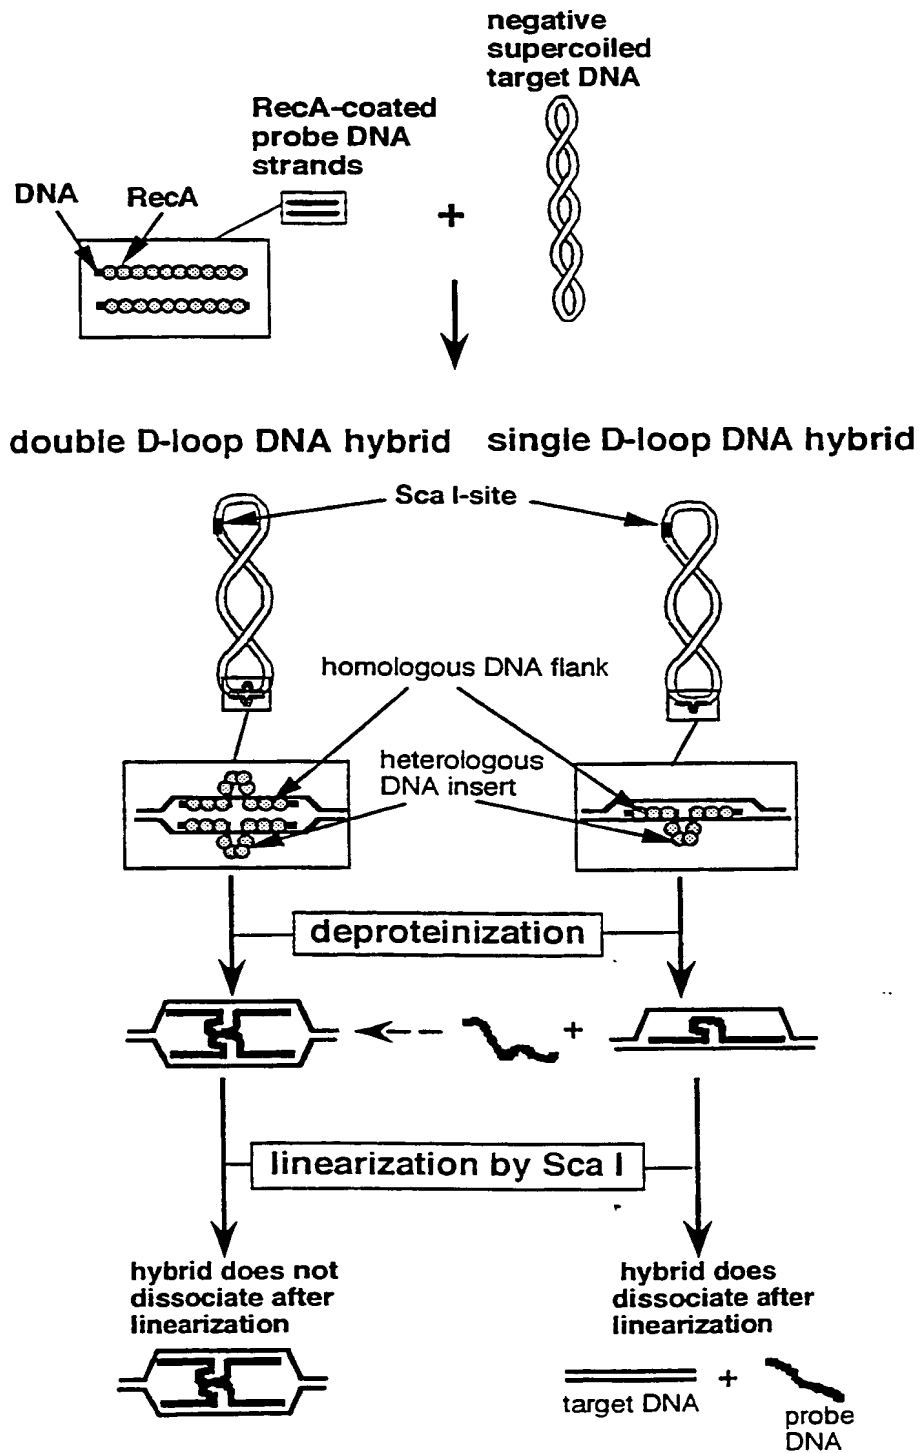 negative
supercoiled
target DNA
RecA-coated
probe DNA
strands
DNA
RecA
+
double D-loop DNA hybrid
single D-loop DNA hybrid
Sca I-site
homologous DNA flank
heterologous
DNA insert
deproteinization
+
linearization by Sca I
hybrid does not
dissociate after
linearization
hybrid does
dissociate after
linearization
+
target DNA
probe
DNA